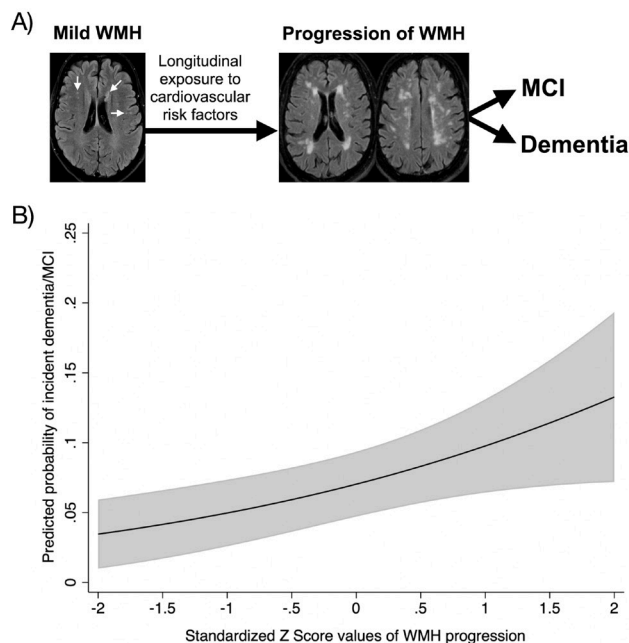 A)
Mild WMH
Longitudinal
exposure to
cardiovascular
risk factors
Progression of WMH
MCI
Dementia
B)
Predicted probability of incident dementia/MCI
.25
.2
.15
.1
.05
0
-2
-1.5
-1
-.5
0
.5
1
1.5
2
Standardized Z Score values of WMH progression